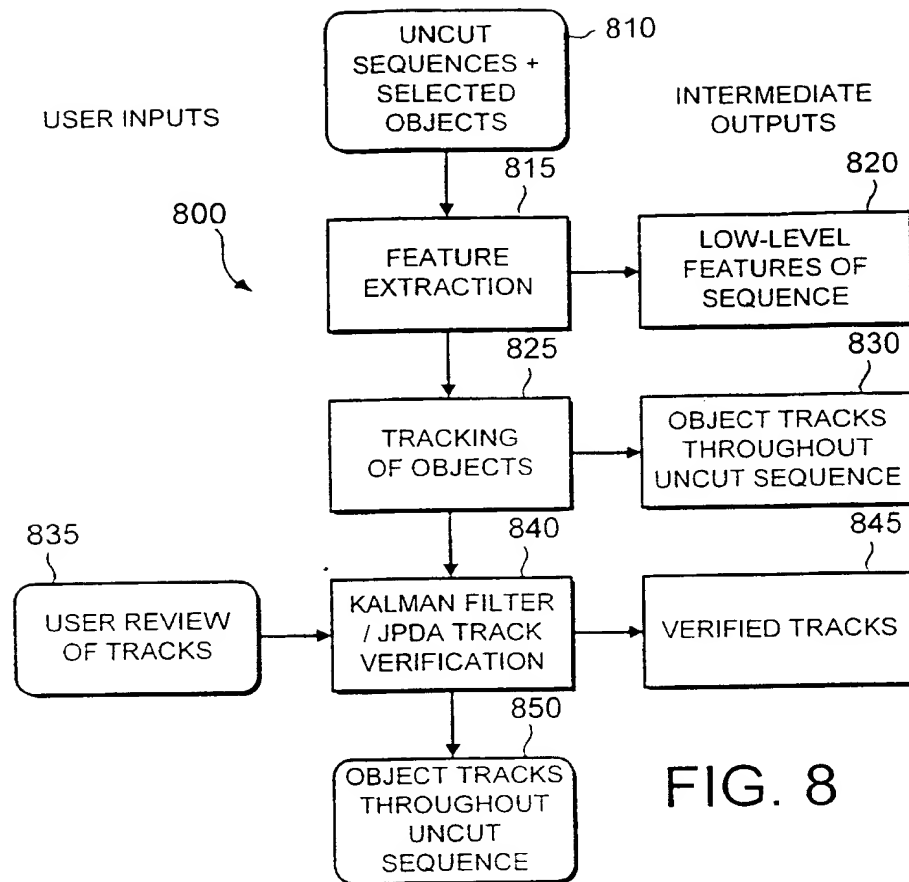 UNCUT
SEQUENCES +
SELECTED
OBJECTS
810
USER INPUTS
INTERMEDIATE
OUTPUTS
800
815
FEATURE
EXTRACTION
820
LOW-LEVEL
FEATURES OF
SEQUENCE
825
TRACKING
OF OBJECTS
830
OBJECT TRACKS
THROUGHOUT
UNCUT SEQUENCE
835
USER REVIEW
OF TRACKS
840
KALMAN FILTER
/ JPDA TRACK
VERIFICATION
845
VERIFIED TRACKS
850
OBJECT TRACKS
THROUGHOUT
UNCUT
SEQUENCE
FIG. 8